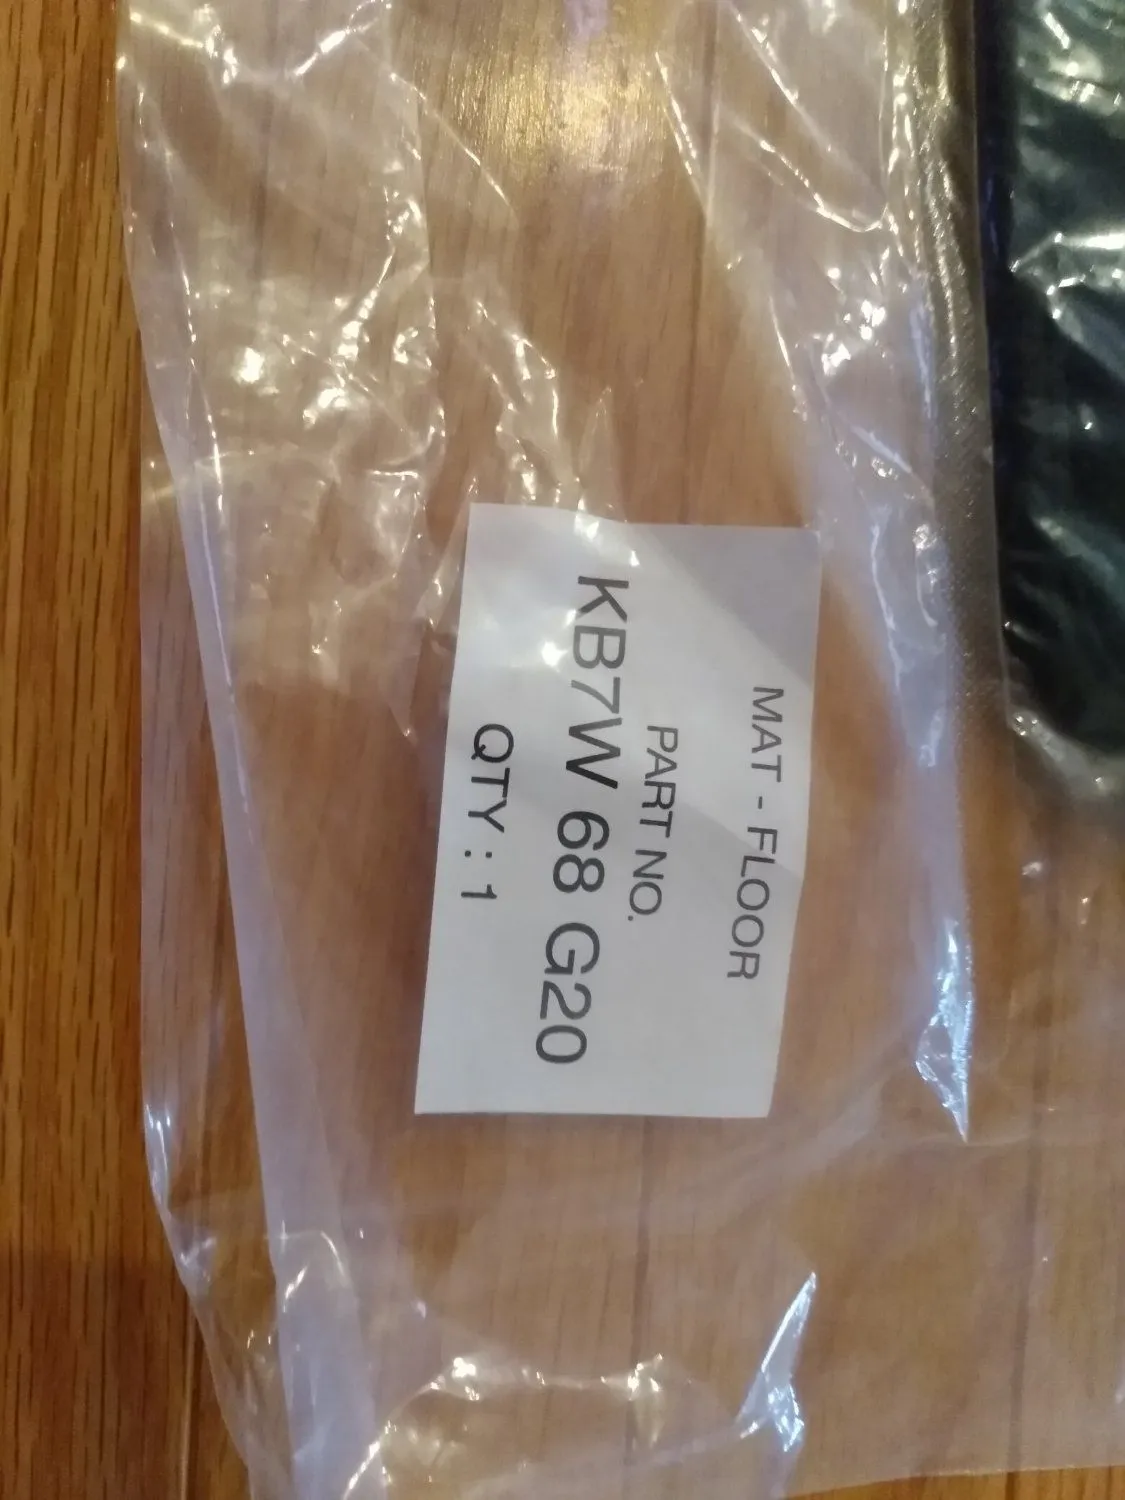 MAT - FLOOR
PART NO.
KB7W 68 G20
QTY : 1